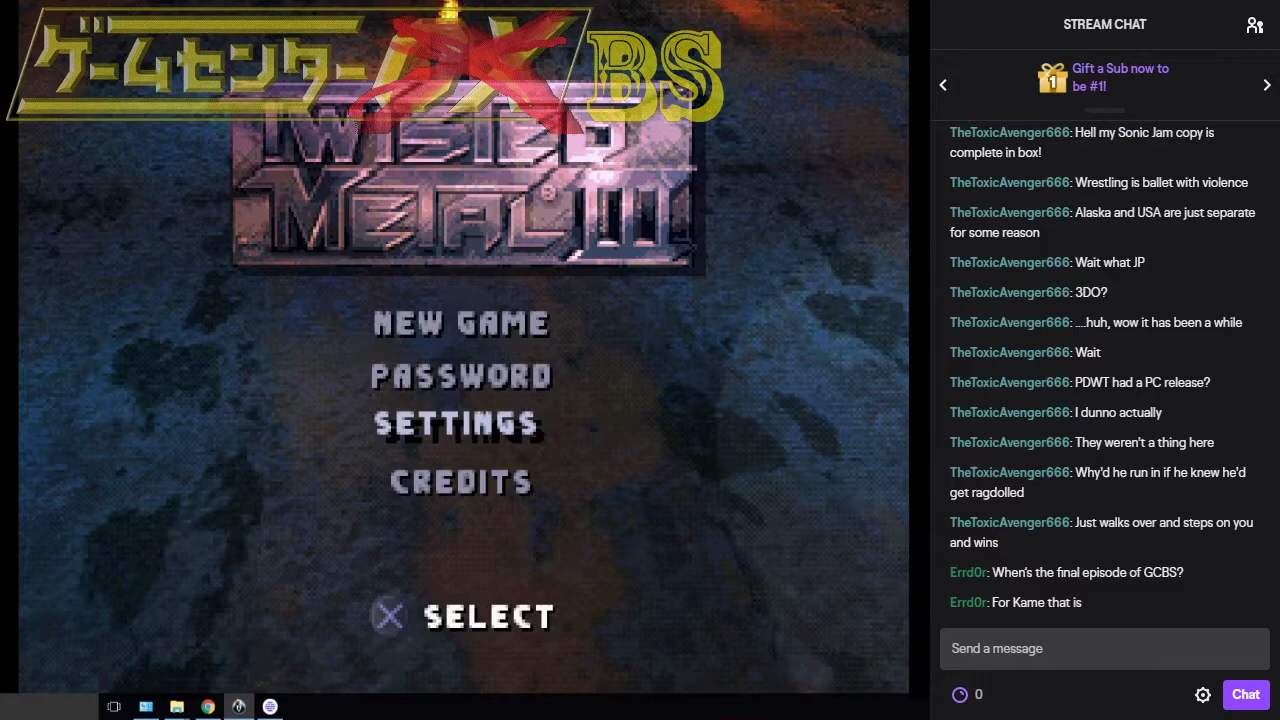 ゲームセンターCX BS
TWISTED
METAL III
NEW GAME
PASSWORD
SETTINGS
CREDITS
SELECT
STREAM CHAT
1
Gift a Sub now to
be #1!
TheToxicAvenger666: Hell my Sonic Jam copy is
complete in box!
TheToxicAvenger666: Wrestling is ballet with violence
TheToxicAvenger666: Alaska and USA are just separate
for some reason
TheToxicAvenger666: Wait what JP
TheToxicAvenger666: 3DO?
TheToxicAvenger666: ...huh, wow it has been a while
TheToxicAvenger666: Wait
TheToxicAvenger666: PDWT had a PC release?
TheToxicAvenger666: I dunno actually
TheToxicAvenger666: They weren't a thing here
TheToxicAvenger666: Why'd he run in if he knew he'd
get ragdolled
TheToxicAvenger666: Just walks over and steps on you
and wins
Errd0r: When's the final episode of GCBS?
Errd0r: For Kame that is
Send a message
0
Chat